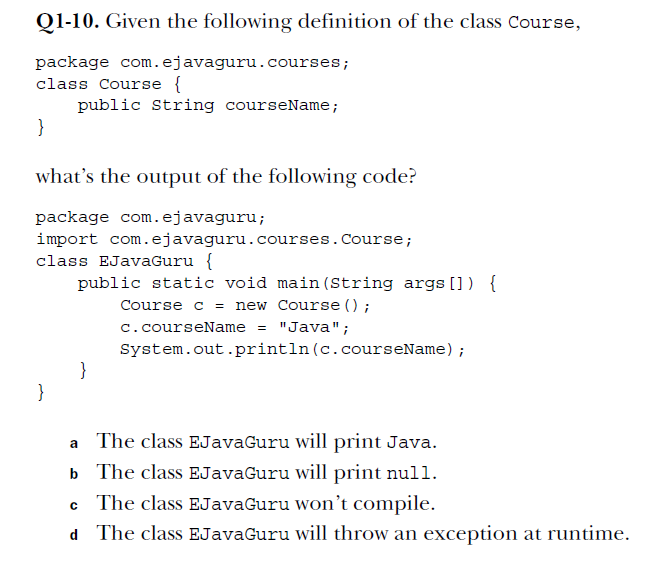 Q1-10. Given the following definition of the class Course,
package com.ejavaguru.courses;
class Course {
    public String courseName;
}
what's the output of the following code?
package com.ejavaguru;
import com.ejavaguru.courses.Course;
class EJavaGuru {
    public static void main(String args[]) {
        Course c = new Course();
        c.courseName = "Java";
        System.out.println(c.courseName);
    }
}
a The class EJavaGuru will print Java.
b The class EJavaGuru will print null.
c The class EJavaGuru won't compile.
d The class EJavaGuru will throw an exception at runtime.